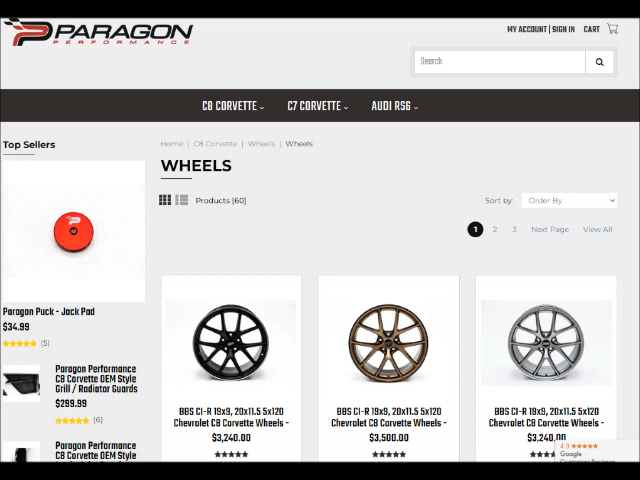 PARAGON
PERFORMANCE
MY ACCOUNT | SIGN IN CART
Search
C8 CORVETTE C7 CORVETTE AUDI RS6
Top Sellers
Paragon Puck - Jack Pad
$34.99
(5)
Paragon Performance
C8 Corvette OEM Style
Grill / Radiator Guards
$299.99
(6)
Paragon Performance
C8 Corvette OEM Style
Home | C8 Corvette | Wheels | Wheels
WHEELS
Products [60]
Sort by: Order By
1 2 3 Next Page View All
BBS CI-R 19x9, 20x11.5 5x120
Chevrolet C8 Corvette Wheels -
$3,240.00
BBS CI-R 19x9, 20x11.5 5x120
Chevrolet C8 Corvette Wheels -
$3,500.00
BBS CI-R 19x9, 20x11.5 5x120
Chevrolet C8 Corvette Wheels -
$3,240.00
4.9
Google
Customer Reviews